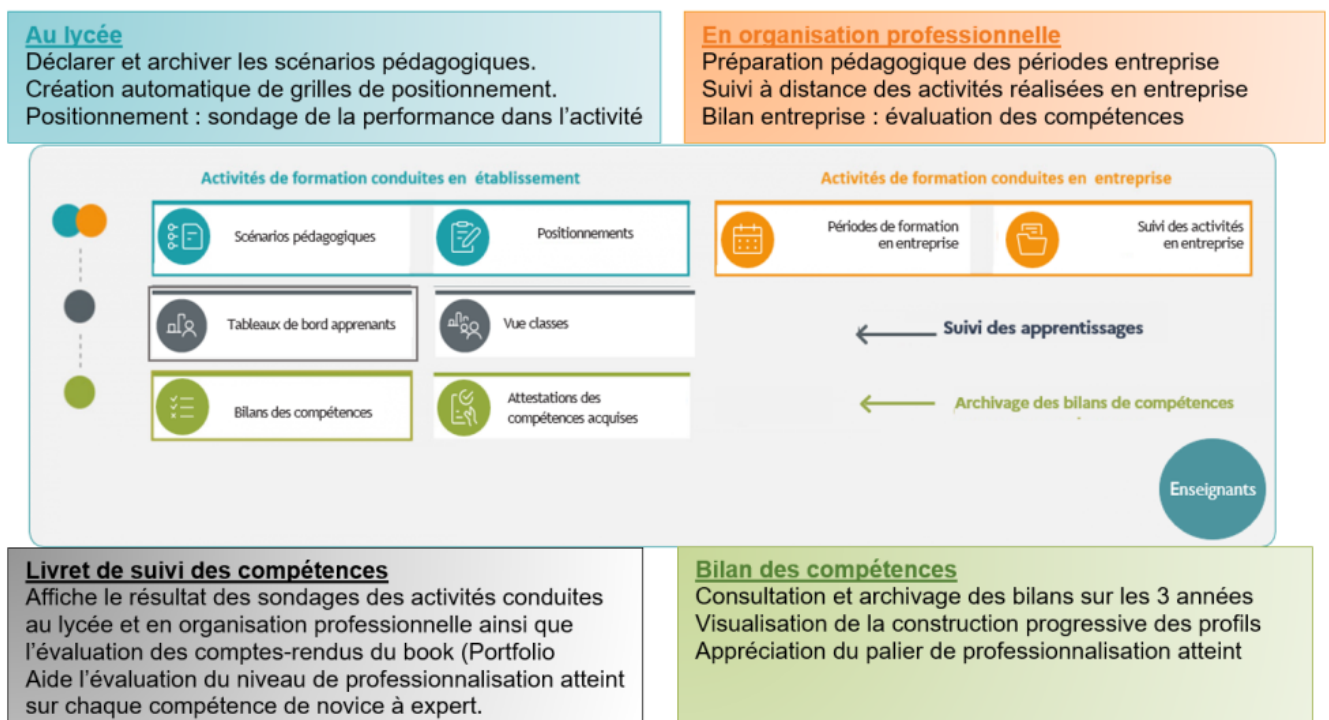 Au lycée
Déclarer et archiver les scénarios pédagogiques.
Création automatique de grilles de positionnement.
Positionnement : sondage de la performance dans l'activité
En organisation professionnelle
Préparation pédagogique des périodes entreprise
Suivi à distance des activités réalisées en entreprise
Bilan entreprise : évaluation des compétences
Activités de formation conduites en établissement
Activités de formation conduites en entreprise
Scénarios pédagogiques
Positionnements
Périodes de formation
en entreprise
Suivi des activités
en entreprise
Tableaux de bord apprenants
Vue classes
Suivi des apprentissages
Bilans des compétences
Attestations des
compétences acquises
Archivage des bilans de compétences
Enseignants
Livret de suivi des compétences
Affiche le résultat des sondages des activités conduites
au lycée et en organisation professionnelle ainsi que
l'évaluation des comptes-rendus du book (Portfolio
Aide l'évaluation du niveau de professionnalisation atteint
sur chaque compétence de novice à expert.
Bilan des compétences
Consultation et archivage des bilans sur les 3 années
Visualisation de la construction progressive des profils
Appréciation du palier de professionnalisation atteint